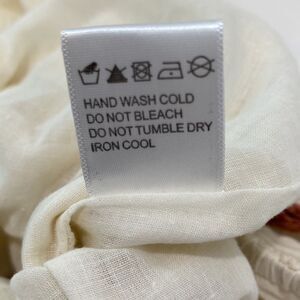 HAND WASH COLD
DO NOT BLEACH
DO NOT TUMBLE DRY
IRON COOL